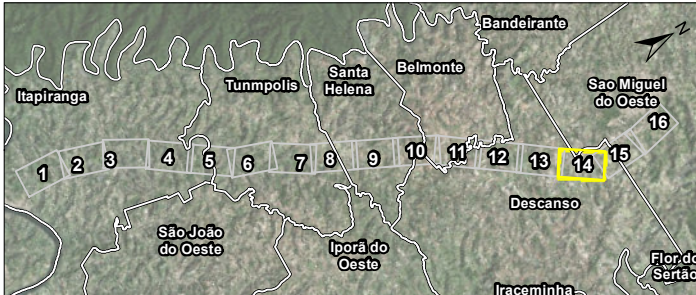 Bandeirante
N
Santa
Helena
Belmonte
Tunmpolis
Sao Miguel
do Oeste
Itapiranga
1
2
3
4
5
6
7
8
9
10
11
12
13
14
15
16
Descanso
São João
do Oeste
Iporã do
Oeste
Flor do
Sertão
Iraceminha